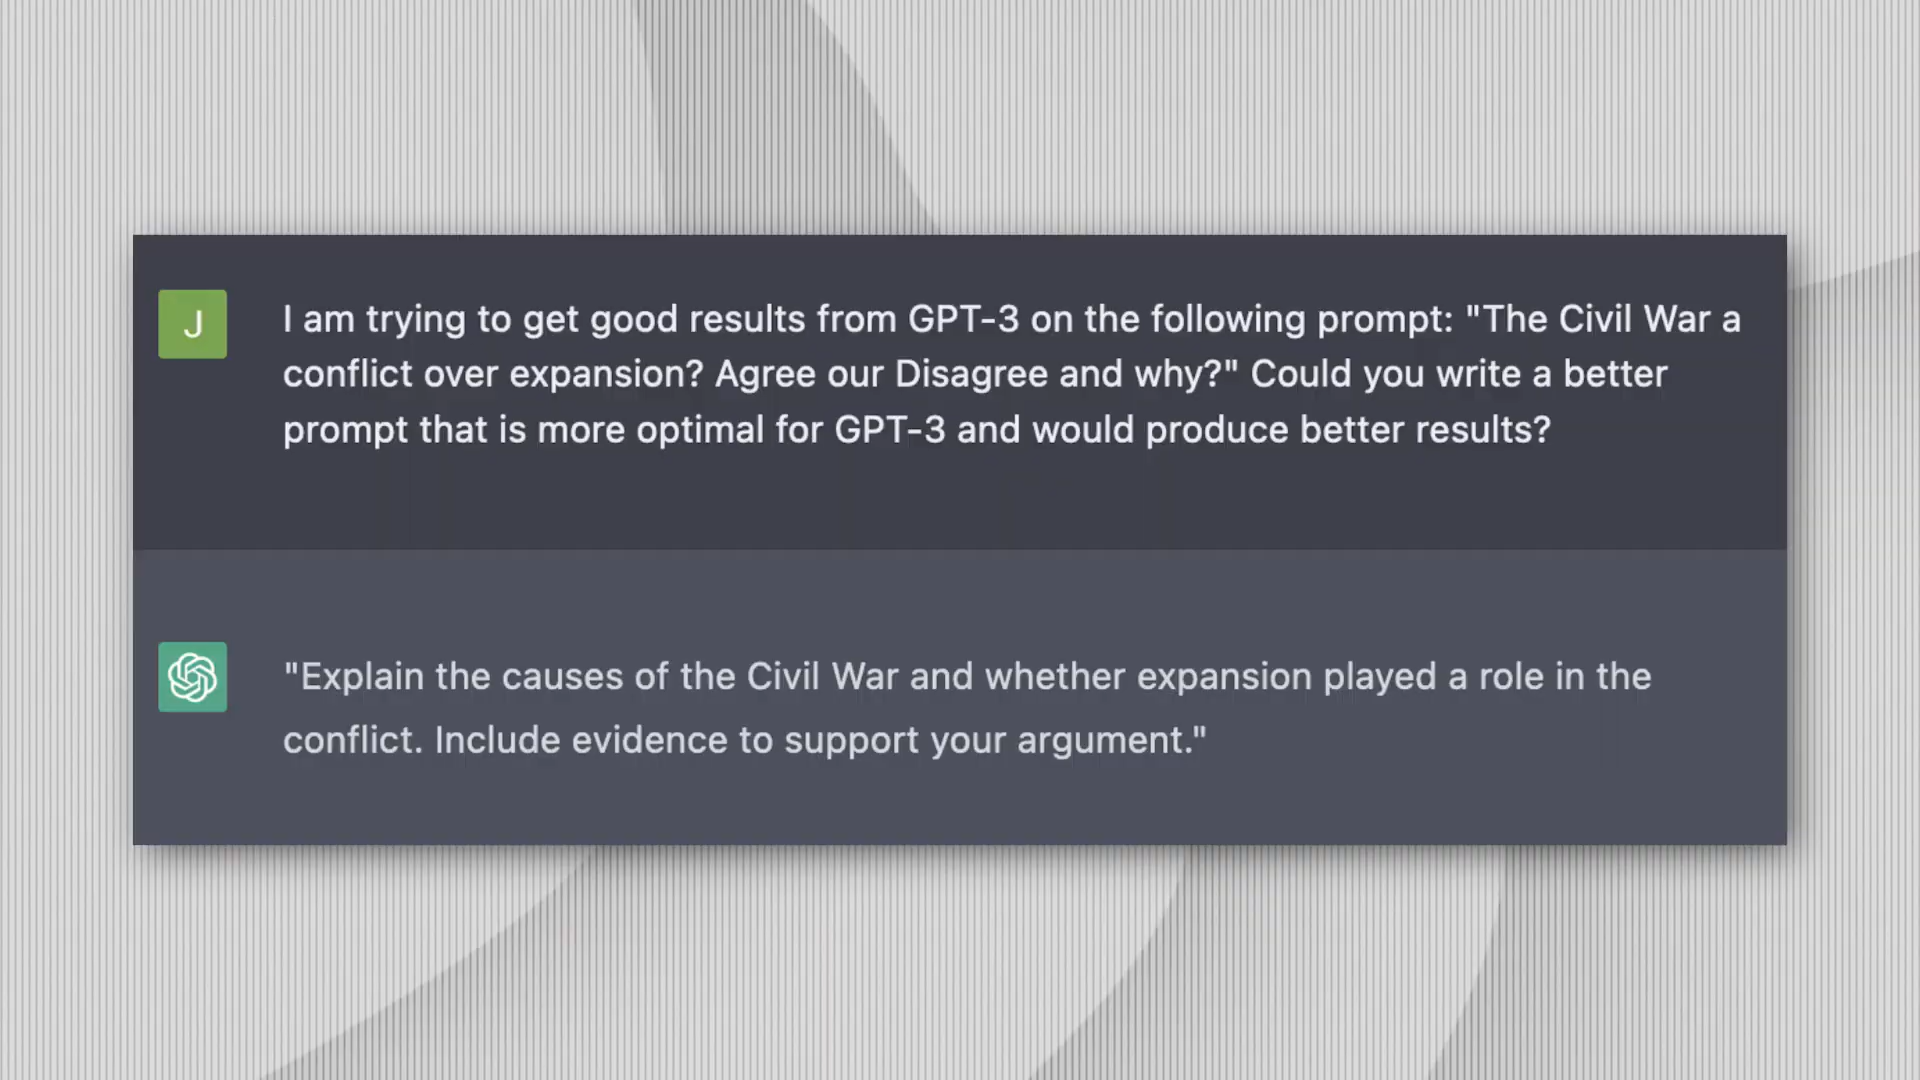 J
I am trying to get good results from GPT-3 on the following prompt: "The Civil War a
conflict over expansion? Agree our Disagree and why?" Could you write a better
prompt that is more optimal for GPT-3 and would produce better results?
"Explain the causes of the Civil War and whether expansion played a role in the
conflict. Include evidence to support your argument."